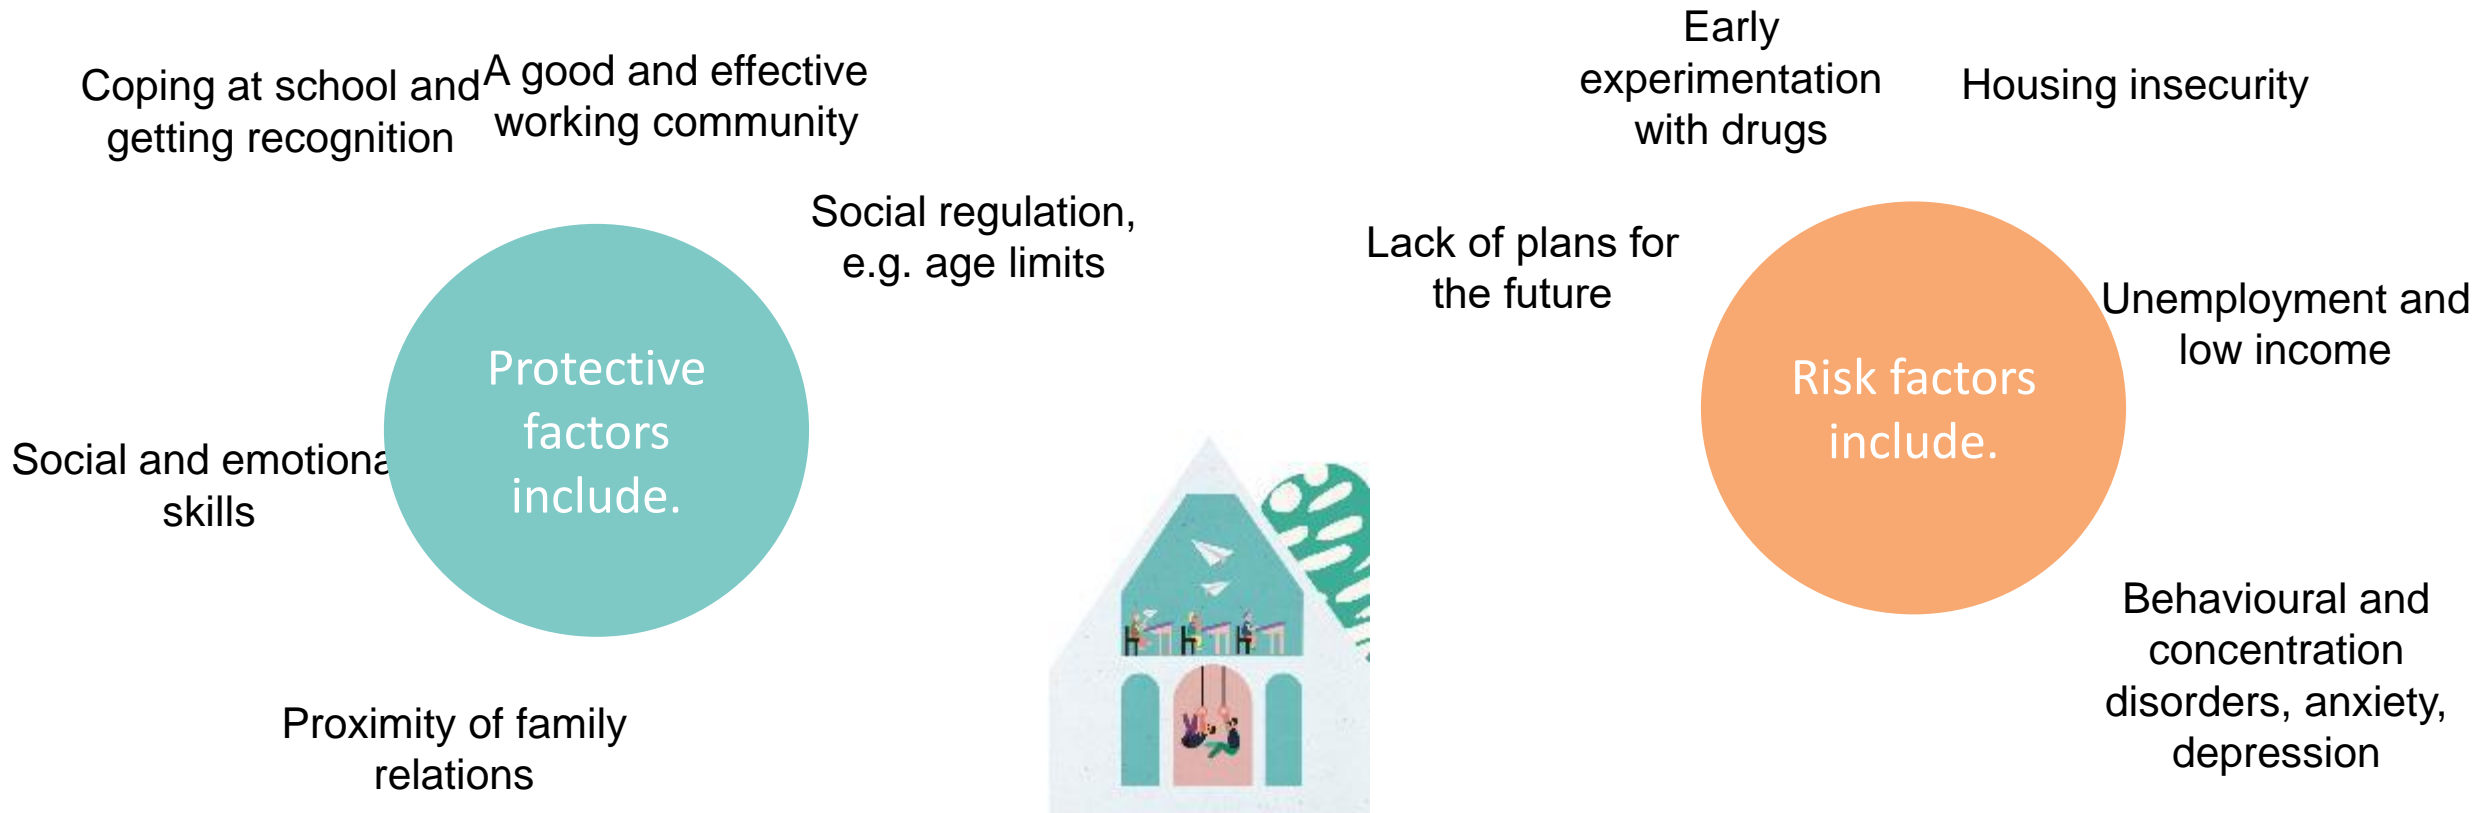 Coping at school and
getting recognition
A good and effective
working community
Social regulation,
e.g. age limits
Protective
factors
include.
Social and emotiona
skills
Proximity of family
relations
Early
experimentation
with drugs
Housing insecurity
Lack of plans for
the future
Risk factors
include.
Unemployment and
low income
Behavioural and
concentration
disorders, anxiety,
depression